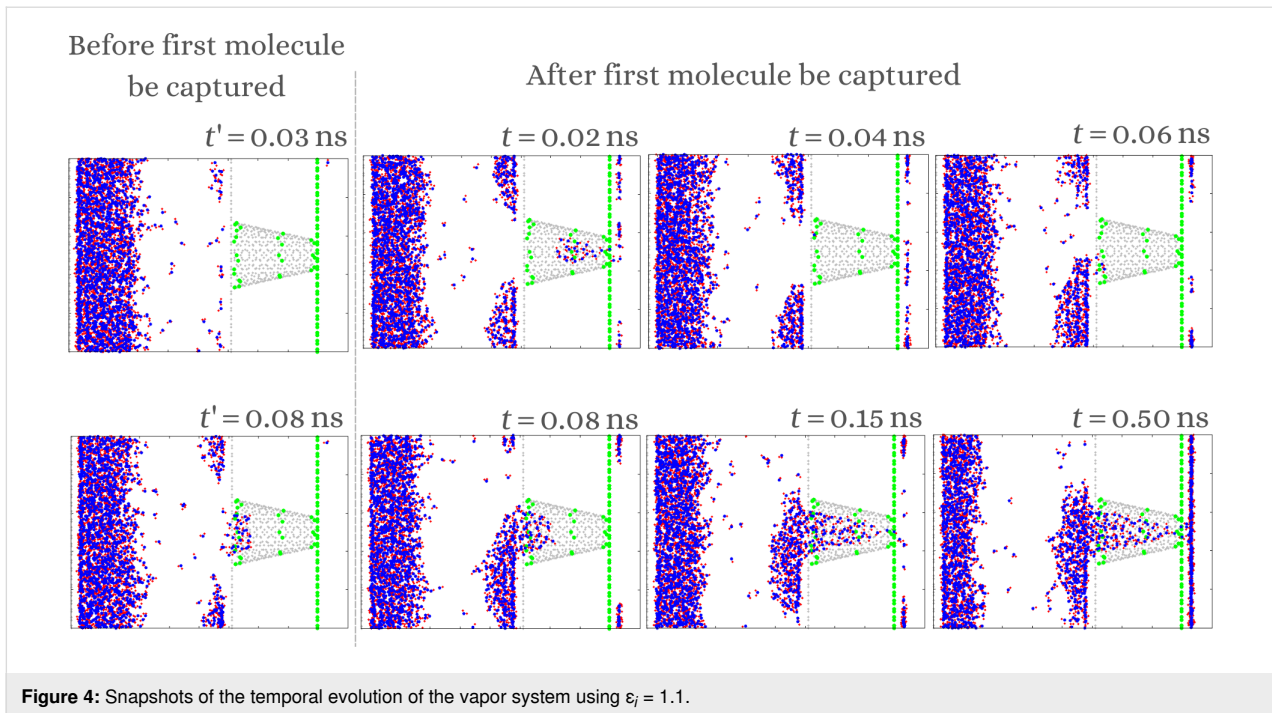 Before first molecule
be captured
After first molecule be captured
t' = 0.03 ns
t = 0.02 ns
t = 0.04 ns
t = 0.06 ns
t' = 0.08 ns
t = 0.08 ns
t = 0.15 ns
t = 0.50 ns
Figure 4: Snapshots of the temporal evolution of the vapor system using εi = 1.1.